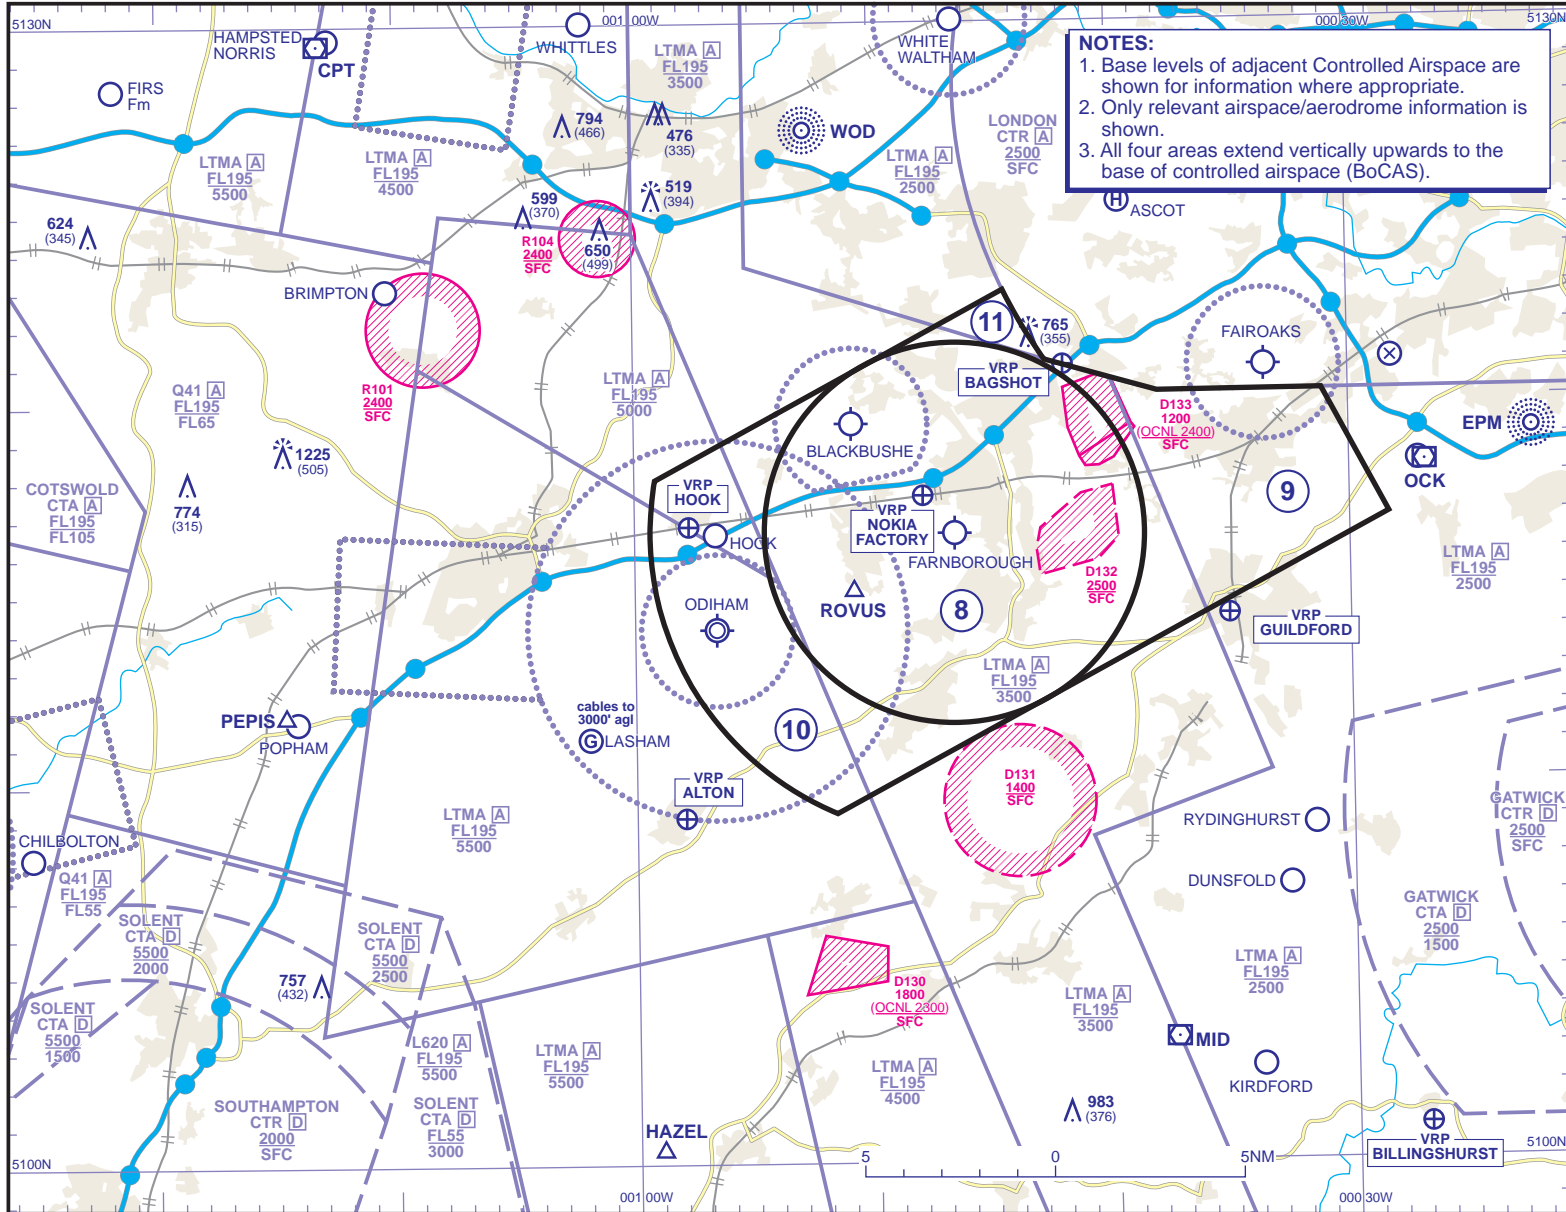 5130N
001 00W
000 30W
5130N
HAMPSTED
NORRIS
CPT
WHITTLES
WHITE
WALTHAM
FIRS
Fm
LTMA A
FL195
3500
NOTES:
1. Base levels of adjacent Controlled Airspace are
shown for information where appropriate.
2. Only relevant airspace/aerodrome information is
shown.
3. All four areas extend vertically upwards to the
base of controlled airspace (BoCAS).
794
(466)
476
(335)
WOD
LONDON
CTR A
2500
SFC
LTMA A
FL195
5500
LTMA A
FL195
4500
LTMA A
FL195
2500
519
(394)
599
(370)
H ASCOT
624
(345)
R104
2400
SFC
650
(499)
BRIMPTON
11
765
(355)
FAIROAKS
VRP
BAGSHOT
R101
2400
SFC
Q41 A
FL195
FL65
LTMA A
FL195
5000
D133
1200
(OCNL 2400)
SFC
EPM
BLACKBUSHE
1225
(505)
OCK
COTSWOLD
CTA A
FL195
FL105
774
(315)
VRP
HOOK
VRP
NOKIA
FACTORY
9
HOOK
FARNBOROUGH
LTMA A
FL195
2500
D132
2500
SFC
ODIHAM
ROVUS
8
VRP
GUILDFORD
LTMA A
FL195
3500
cables to
3000' agl
G LASHAM
PEPIS
POPHAM
10
VRP
ALTON
D131
1400
SFC
LTMA A
FL195
5500
RYDINGHURST
GATWICK
CTR D
2500
SFC
CHILBOLTON
Q41 A
FL195
FL55
DUNSFOLD
GATWICK
CTA D
2500
1500
SOLENT
CTA D
5500
2000
SOLENT
CTA D
5500
2500
LTMA A
FL195
2500
757
(432)
D130
1800
(OCNL 2300)
SFC
LTMA A
FL195
3500
SOLENT
CTA D
5500
1500
MID
L620 A
FL195
5500
LTMA A
FL195
5500
LTMA A
FL195
4500
KIRDFORD
SOUTHAMPTON
CTR D
2000
SFC
SOLENT
CTA D
FL55
3000
983
(376)
HAZEL
VRP
BILLINGSHURST
5100N
5 0 5NM
5100N
001 00W
000 30W